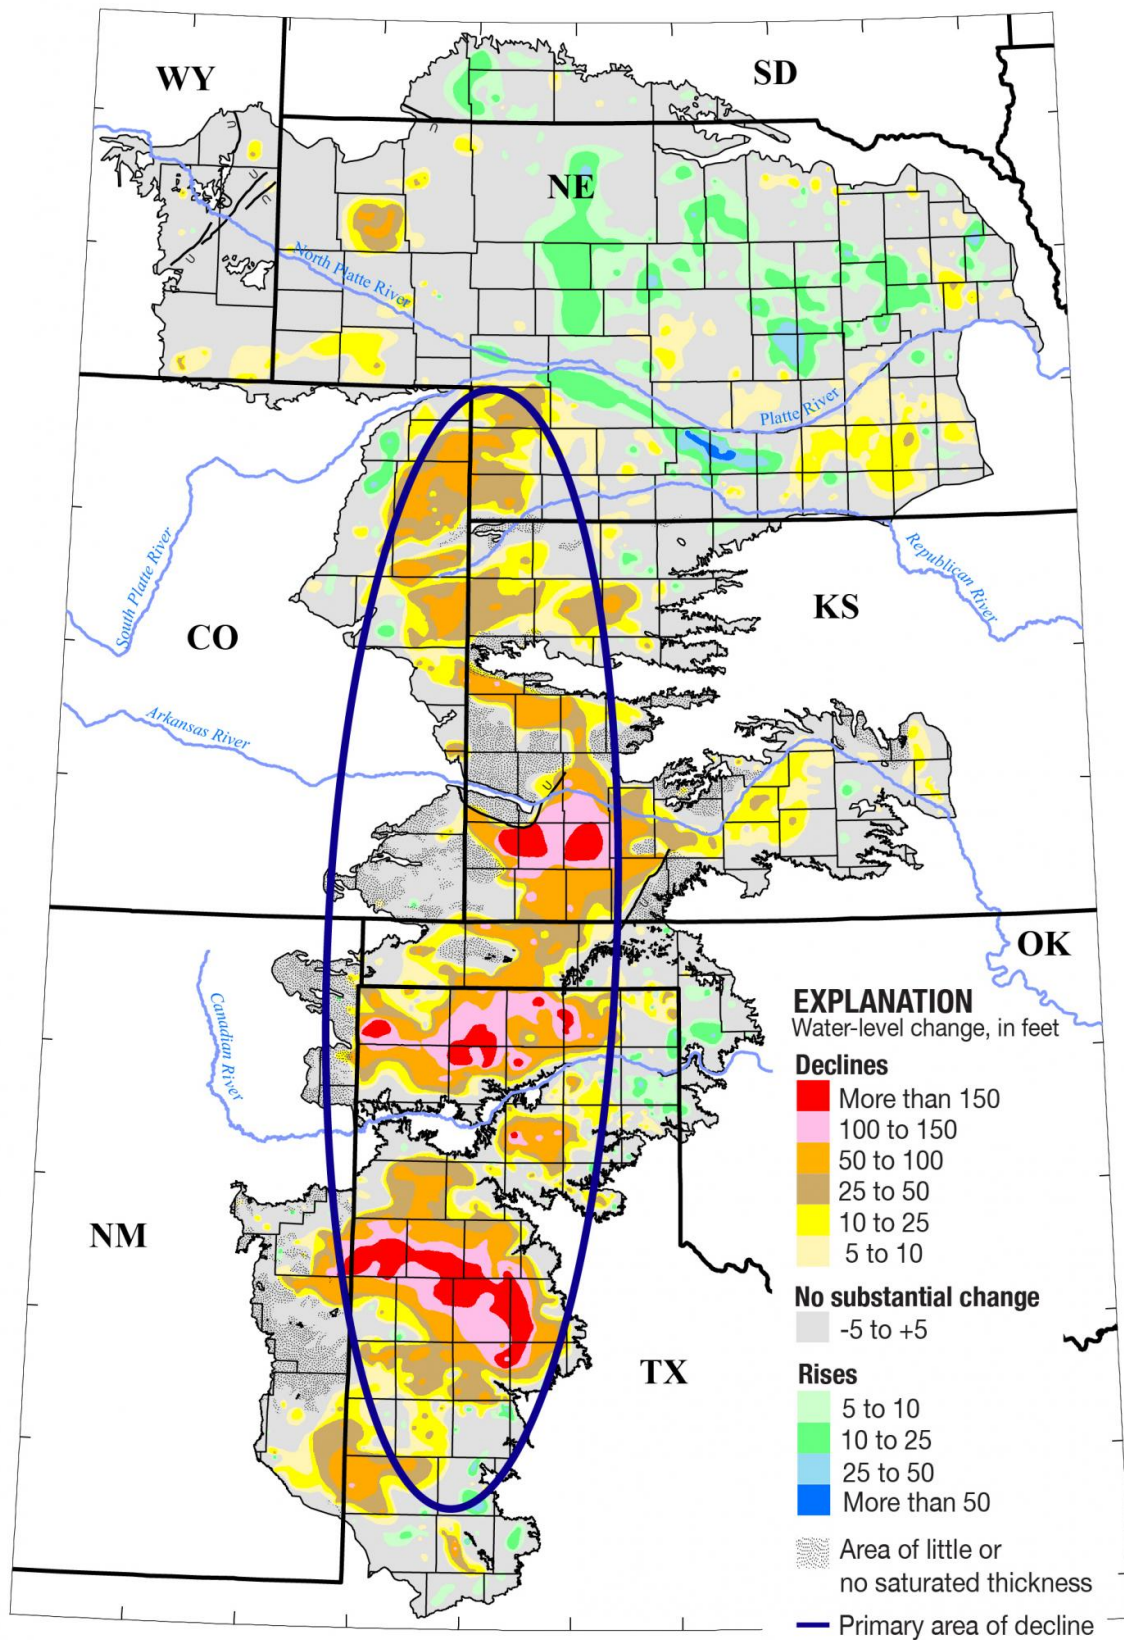 WY
SD
NE
North Platte River
Platte River
South Platte River
Republican River
KS
CO
Arkansas River
OK
Canadian River
NM
TX
U
U
U
U
U
EXPLANATION
Water-level change, in feet
Declines
More than 150
100 to 150
50 to 100
25 to 50
10 to 25
5 to 10
No substantial change
-5 to +5
Rises
5 to 10
10 to 25
25 to 50
More than 50
Area of little or
no saturated thickness
Primary area of decline